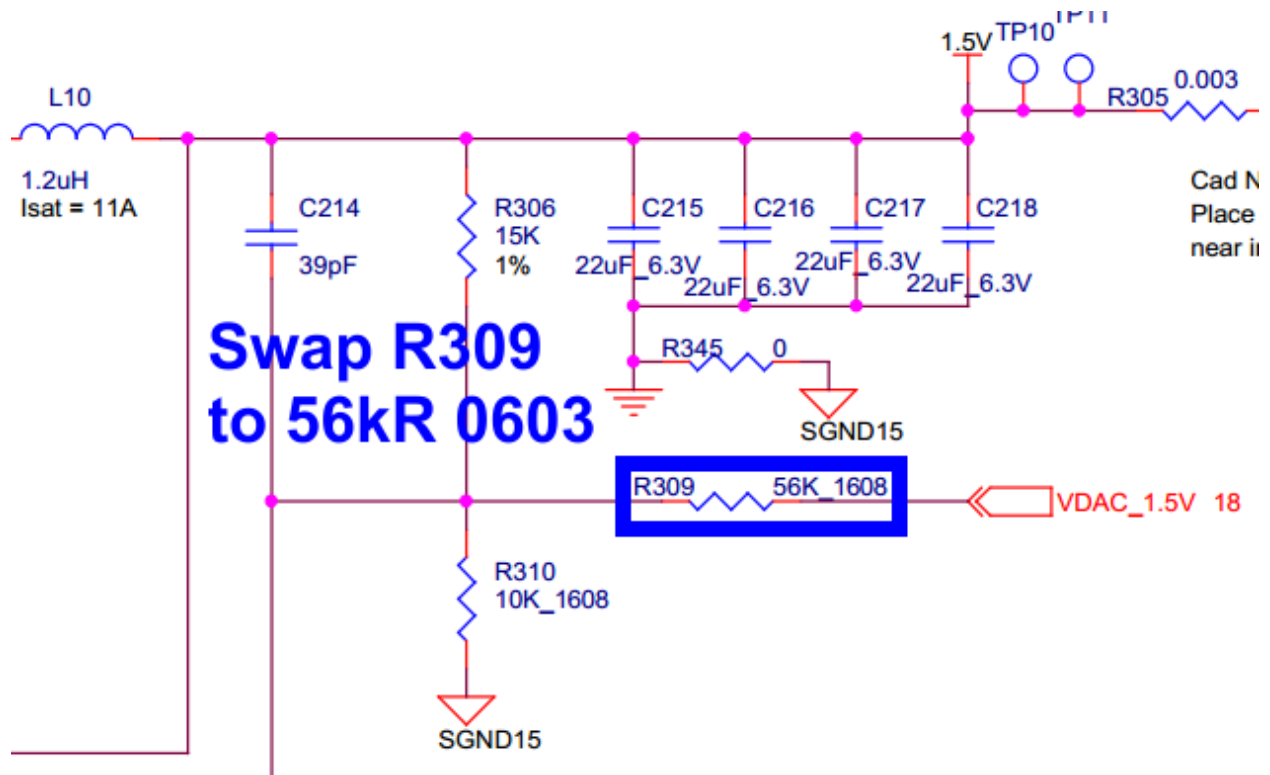 TP11
1.5V TP10
0.003
L10
R305
1.2uH
Isat = 11A
C214
39pF
R306
15K
1%
C215
C216
C217
C218
22uF_6.3V
22uF_6.3V
22uF_6.3V
22uF_6.3V
Cad N
Place
near i
Swap R309
to 56kR 0603
R345 0
SGND15
R309 56K_1608
VDAC_1.5V 18
R310
10K_1608
SGND15